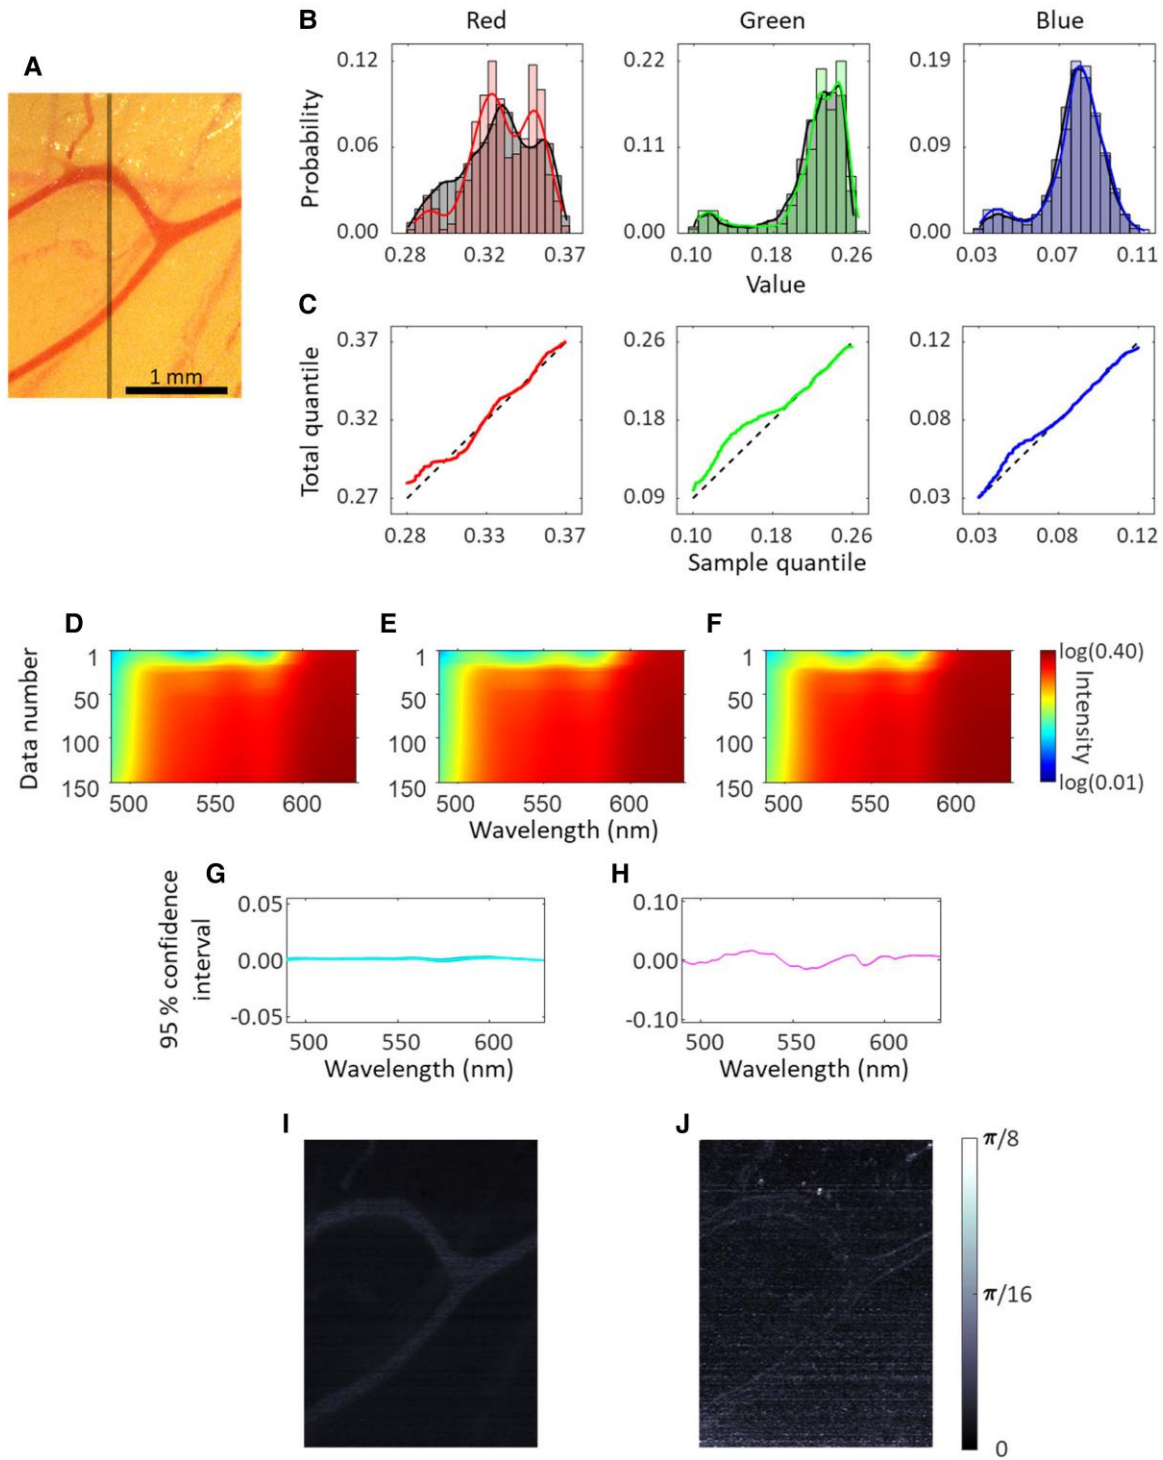 A
1 mm
B
Red
Green
Blue
Probability
0.12
0.06
0.00
0.28 0.32 0.37
0.22
0.11
0.00
0.10 0.18 0.26
0.19
0.09
0.00
0.03 0.07 0.11
Value
C
Total quantile
0.37
0.32
0.27
0.28 0.33 0.37
0.26
0.18
0.09
0.10 0.18 0.26
0.12
0.08
0.03
0.03 0.08 0.12
Sample quantile
D
E
F
Data number
1
50
100
150
500 550 600
1
50
100
150
500 550 600
1
50
100
150
500 550 600
Wavelength (nm)
log(0.40)
Intensity
log(0.01)
G
95 % confidence
interval
0.05
0.00
-0.05
500 550 600
Wavelength (nm)
H
0.10
0.00
-0.10
500 550 600
Wavelength (nm)
I
J
π/8
π/16
0